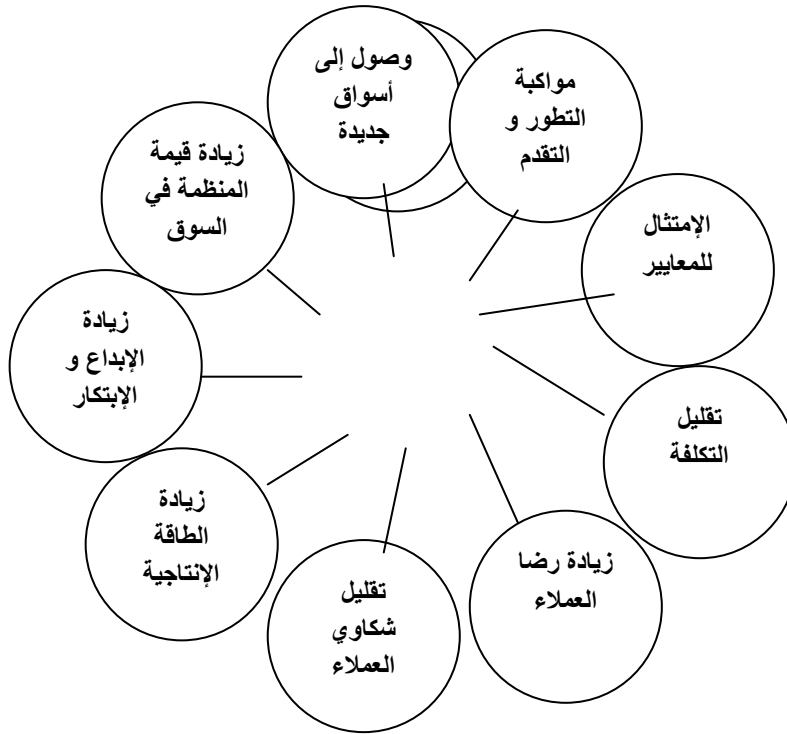 وصول إلى
أسواق
جديدة
مواكبة
التطور و
التقدم
الإمتثال
للمعايير
تقليل
التكلفة
زيادة رضا
العملاء
تقليل
شكاوي
العملاء
زيادة
الطاقة
الإنتاجية
زيادة
الإبداع و
الإبتكار
زيادة قيمة
المنظمة في
السوق